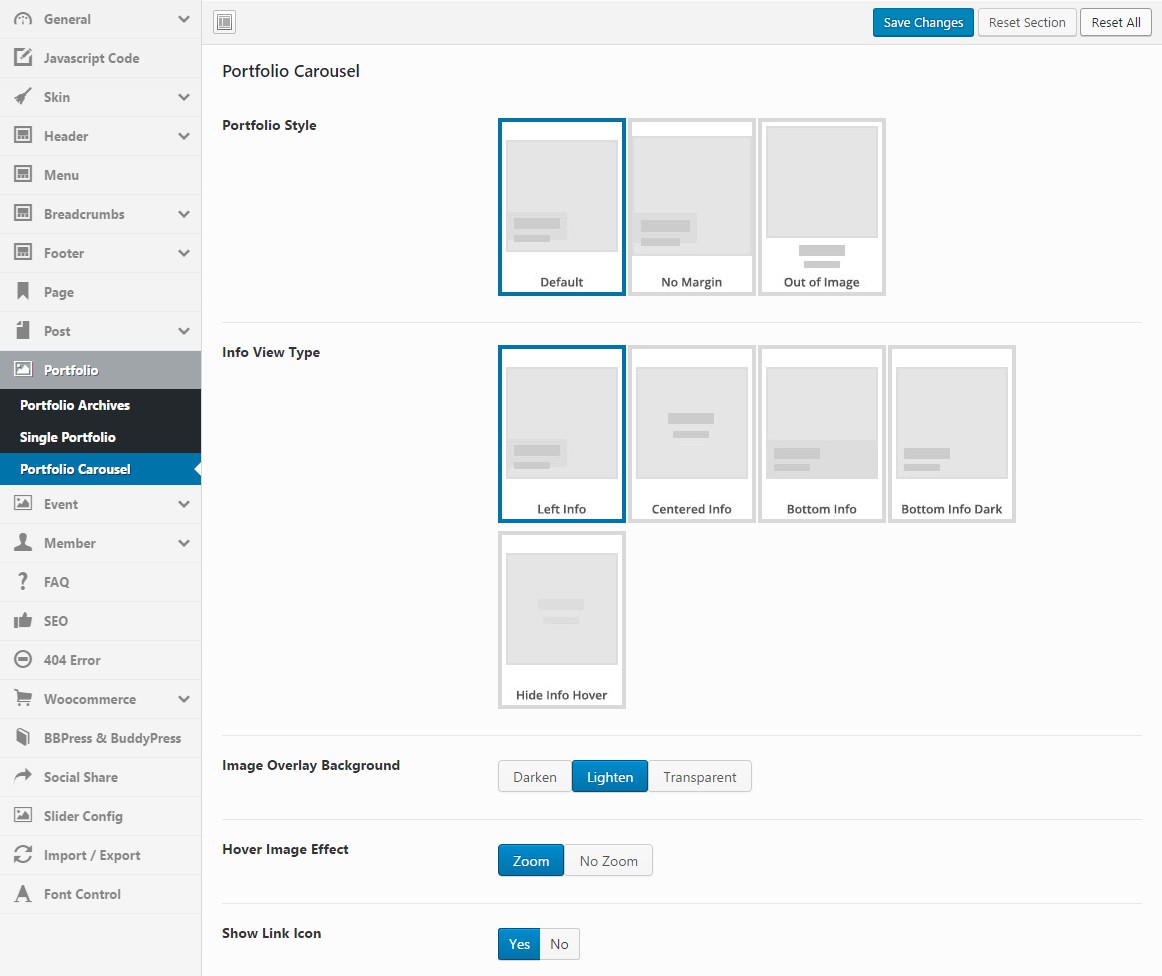 General
Javascript Code
Skin
Header
Menu
Breadcrumbs
Footer
Page
Post
Portfolio
Portfolio Archives
Single Portfolio
Portfolio Carousel
Event
Member
FAQ
SEO
404 Error
Woocommerce
BBPress & BuddyPress
Social Share
Slider Config
Import / Export
Font Control
Save Changes Reset Section Reset All
Portfolio Carousel
Portfolio Style
Default No Margin Out of Image
Info View Type
Left Info Centered Info Bottom Info Bottom Info Dark
Hide Info Hover
Image Overlay Background
Darken Lighten Transparent
Hover Image Effect
Zoom No Zoom
Show Link Icon
Yes No